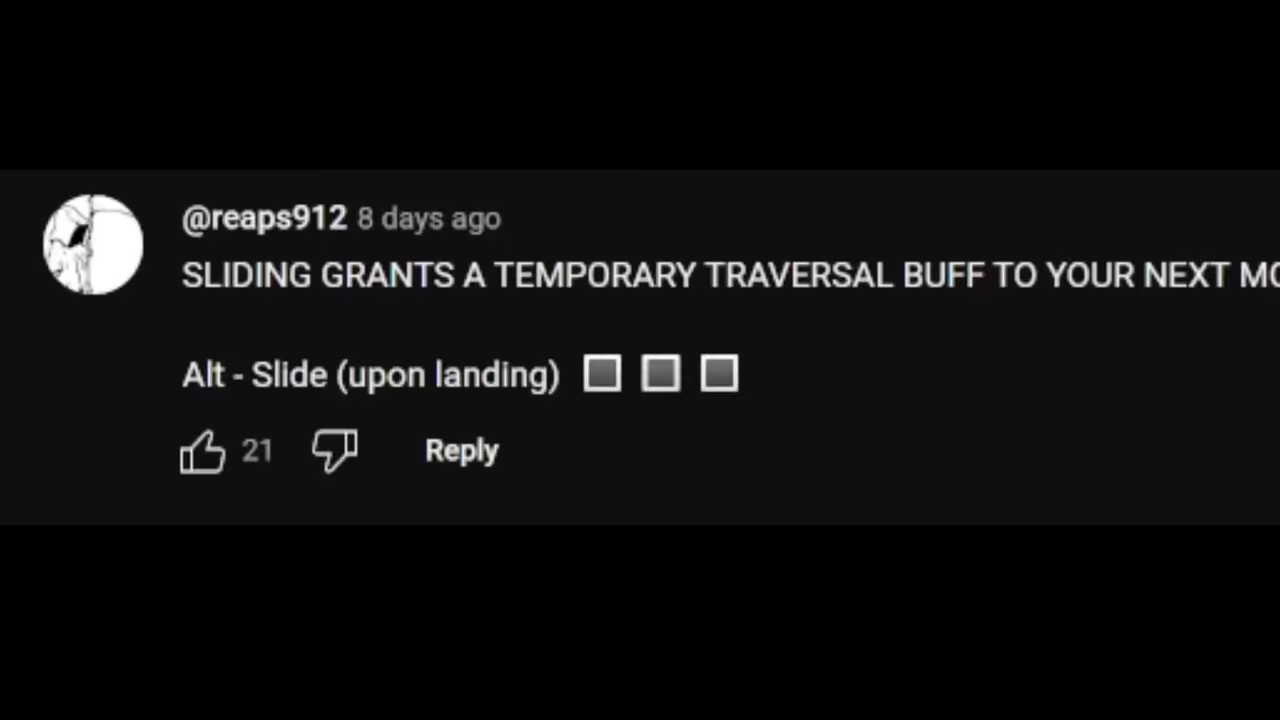 @reaps912 8 days ago
SLIDING GRANTS A TEMPORARY TRAVERSAL BUFF TO YOUR NEXT
Alt - Slide (upon landing) 🔲 🔲 🔲
21 Reply